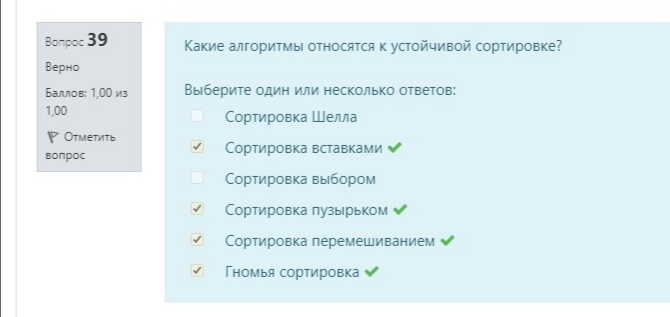 Вопрос 39
Верно
Баллов: 1,00 из
1,00
Отметить
вопрос
Какие алгоритмы относятся к устойчивой сортировке?
Выберите один или несколько ответов:
Сортировка Шелла
Сортировка вставками
Сортировка выбором
Сортировка пузырьком
Сортировка перемешиванием
Гномья сортировка